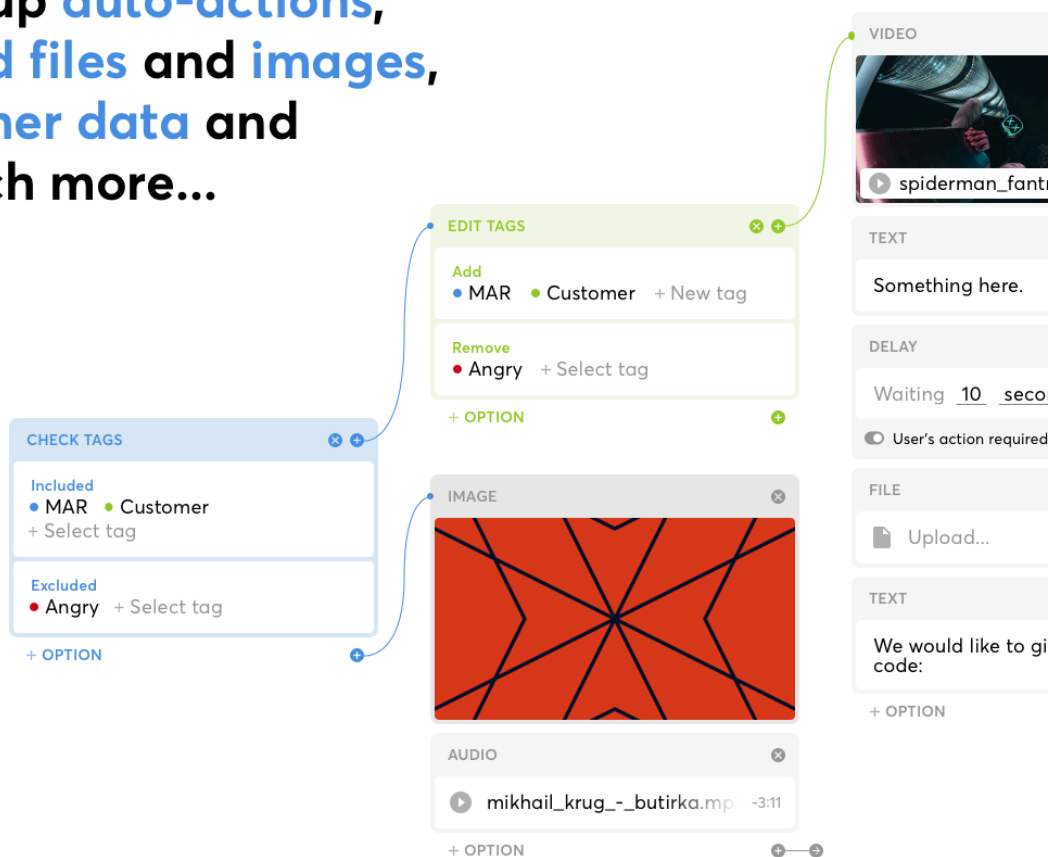 up auto-actions,
d files and images,
ner data and
ch more...
CHECK TAGS
Included
MAR Customer
+ Select tag
Excluded
Angry + Select tag
+ OPTION
EDIT TAGS
Add
MAR Customer + New tag
Remove
Angry + Select tag
+ OPTION
IMAGE
AUDIO
mikhail_krug_-_butirka.mp -3:11
+ OPTION
VIDEO
spiderman_fant
TEXT
Something here.
DELAY
Waiting 10 seco
User's action required
FILE
Upload...
TEXT
We would like to gi
code:
+ OPTION